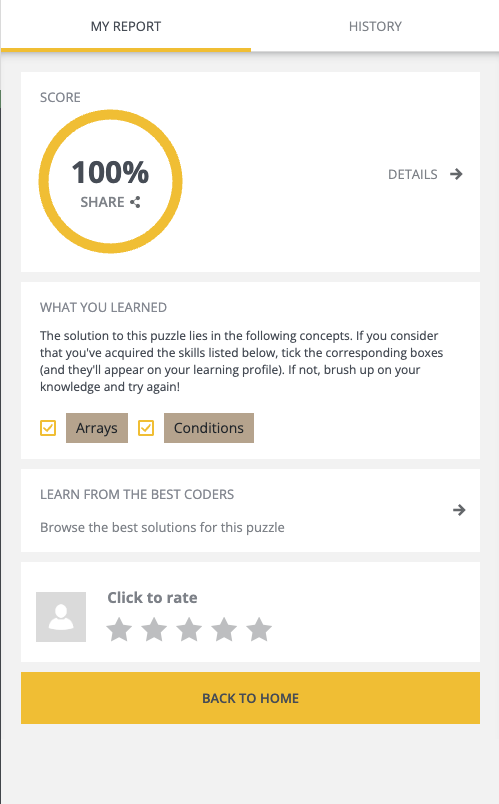 MY REPORT
HISTORY
SCORE
100%
SHARE
DETAILS
WHAT YOU LEARNED
The solution to this puzzle lies in the following concepts. If you consider
that you've acquired the skills listed below, tick the corresponding boxes
(and they'll appear on your learning profile). If not, brush up on your
knowledge and try again!
Arrays
Conditions
LEARN FROM THE BEST CODERS
Browse the best solutions for this puzzle
Click to rate
BACK TO HOME